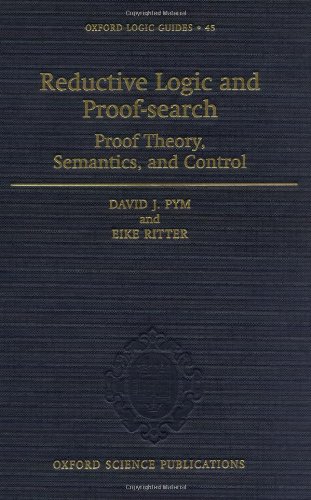 OXFORD LOGIC GUIDES • 45
Reductive Logic and
Proof-search
Proof Theory,
Semantics, and Control
DAVID J. PYM
and
EIKE RITTER
OXFORD SCIENCE PUBLICATIONS